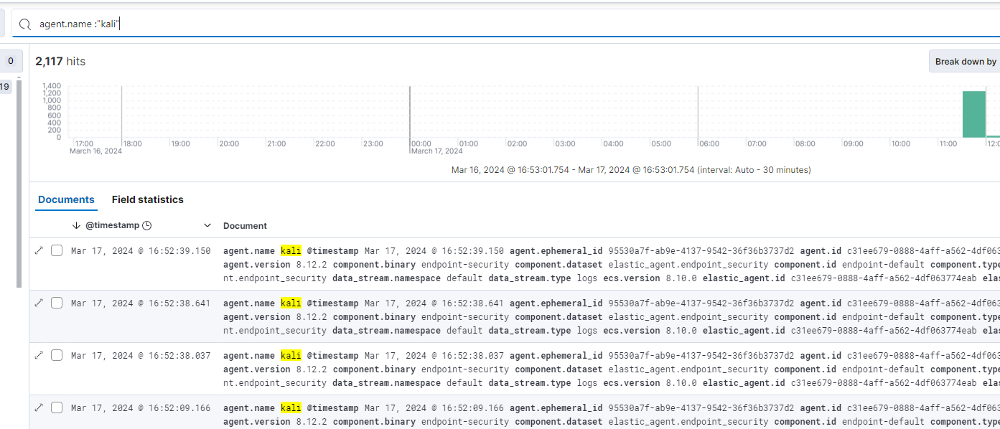 agent.name :"kali"
0
2,117 hits
Break down by
19
1,400
1,200
1,000
800
600
400
200
0
17:00 18:00 19:00 20:00 21:00 22:00 23:00 00:00 01:00 02:00 03:00 04:00 05:00 06:00 07:00 08:00 09:00 10:00 11:00 12:0
March 16, 2024 March 17, 2024
Mar 16, 2024 @ 16:53:01.754 - Mar 17, 2024 @ 16:53:01.754 (interval: Auto - 30 minutes)
Documents Field statistics
@timestamp Document
Mar 17, 2024 @ 16:52:39.150 agent.name kali @timestamp Mar 17, 2024 @ 16:52:39.150 agent.ephemeral_id 95530a7f-ab9e-4137-9542-36f36b3737d2 agent.id c31ee679-0888-4aff-a562-4df063
agent.version 8.12.2 component.binary endpoint-security component.dataset elastic_agent.endpoint_security component.id endpoint-default component.type
nt.endpoint_security data_stream.namespace default data_stream.type logs ecs.version 8.10.0 elastic_agent.id c31ee679-0888-4aff-a562-4df063774eab elas
Mar 17, 2024 @ 16:52:38.641 agent.name kali @timestamp Mar 17, 2024 @ 16:52:38.641 agent.ephemeral_id 95530a7f-ab9e-4137-9542-36f36b3737d2 agent.id c31ee679-0888-4aff-a562-4df063
agent.version 8.12.2 component.binary endpoint-security component.dataset elastic_agent.endpoint_security component.id endpoint-default component.type
nt.endpoint_security data_stream.namespace default data_stream.type logs ecs.version 8.10.0 elastic_agent.id c31ee679-0888-4aff-a562-4df063774eab elas
Mar 17, 2024 @ 16:52:38.037 agent.name kali @timestamp Mar 17, 2024 @ 16:52:38.037 agent.ephemeral_id 95530a7f-ab9e-4137-9542-36f36b3737d2 agent.id c31ee679-0888-4aff-a562-4df063
agent.version 8.12.2 component.binary endpoint-security component.dataset elastic_agent.endpoint_security component.id endpoint-default component.type
nt.endpoint_security data_stream.namespace default data_stream.type logs ecs.version 8.10.0 elastic_agent.id c31ee679-0888-4aff-a562-4df063774eab elas
Mar 17, 2024 @ 16:52:09.166 agent.name kali @timestamp Mar 17, 2024 @ 16:52:09.166 agent.ephemeral_id 95530a7f-ab9e-4137-9542-36f36b3737d2 agent.id c31ee679-0888-4aff-a562-4df063
agent.version 8.12.2 component.binary endpoint-security component.dataset elastic_agent.endpoint_security component.id endpoint-default component.type